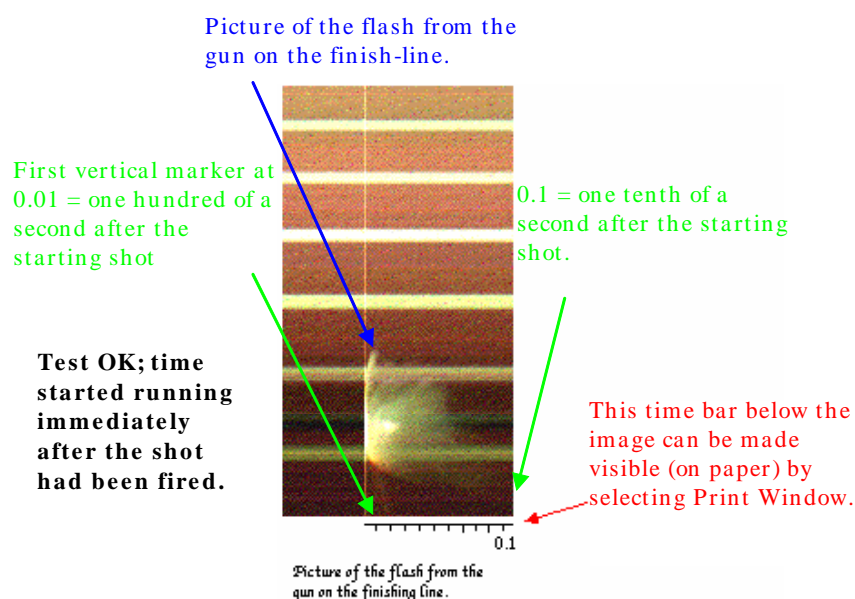 Picture of the flash from the
gun on the finish-line.
First vertical marker at
0.01 = one hundred of a
second after the
starting shot
0.1 = one tenth of a
second after the starting
shot.
Test OK; time
started running
immediately
after the shot
had been fired.
This time bar below the
image can be made
visible (on paper) by
selecting Print Window.
0.1
Picture of the flash from the
gun on the finishing line.